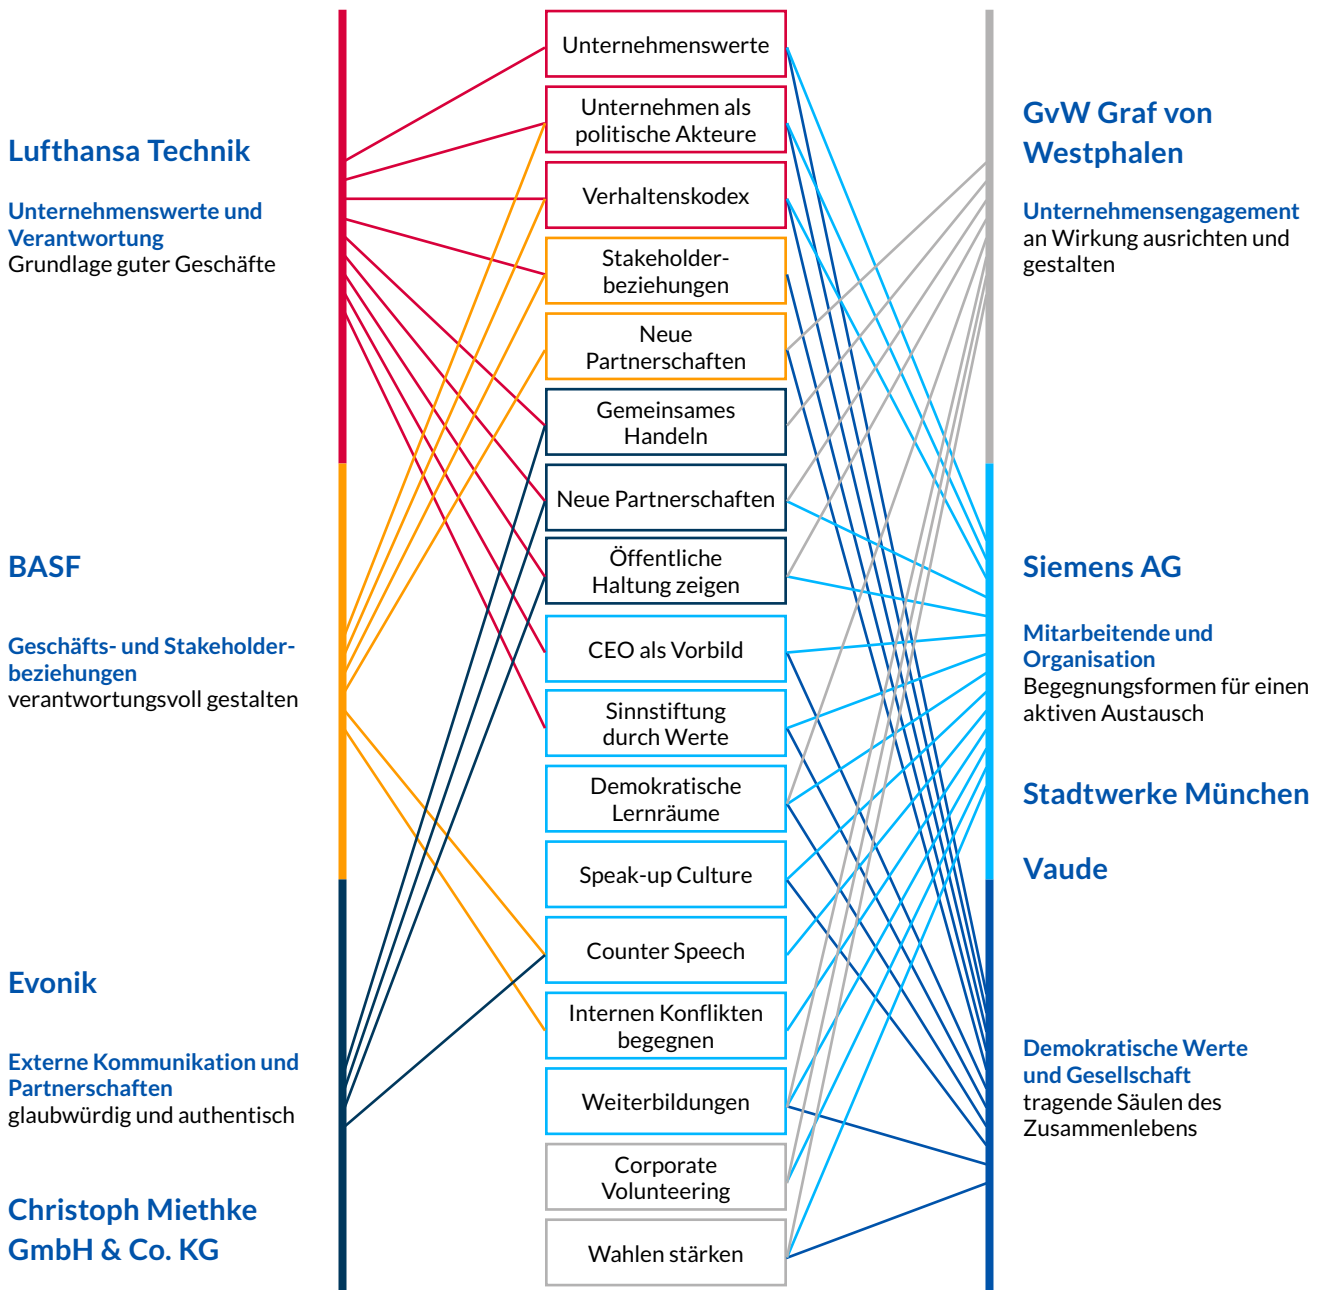 Lufthansa Technik
Unternehmenswerte und
Verantwortung
Grundlage guter Geschäfte
BASF
Geschäfts- und Stakeholder-
beziehungen
verantwortungsvoll gestalten
Evonik
Externe Kommunikation und
Partnerschaften
glaubwürdig und authentisch
Christoph Miethke
GmbH & Co. KG
Unternehmenswerte
Unternehmen als
politische Akteure
Verhaltenskodex
Stakeholder-
beziehungen
Neue
Partnerschaften
Gemeinsames
Handeln
Neue Partnerschaften
Öffentliche
Haltung zeigen
CEO als Vorbild
Sinnstiftung
durch Werte
Demokratische
Lernräume
Speak-up Culture
Counter Speech
Internen Konflikten
begegnen
Weiterbildungen
Corporate
Volunteering
Wahlen stärken
GvW Graf von
Westphalen
Unternehmensengagement
an Wirkung ausrichten und
gestalten
Siemens AG
Mitarbeitende und
Organisation
Begegnungsformen für einen
aktiven Austausch
Stadtwerke München
Vaude
Demokratische Werte
und Gesellschaft
tragende Säulen des
Zusammenlebens